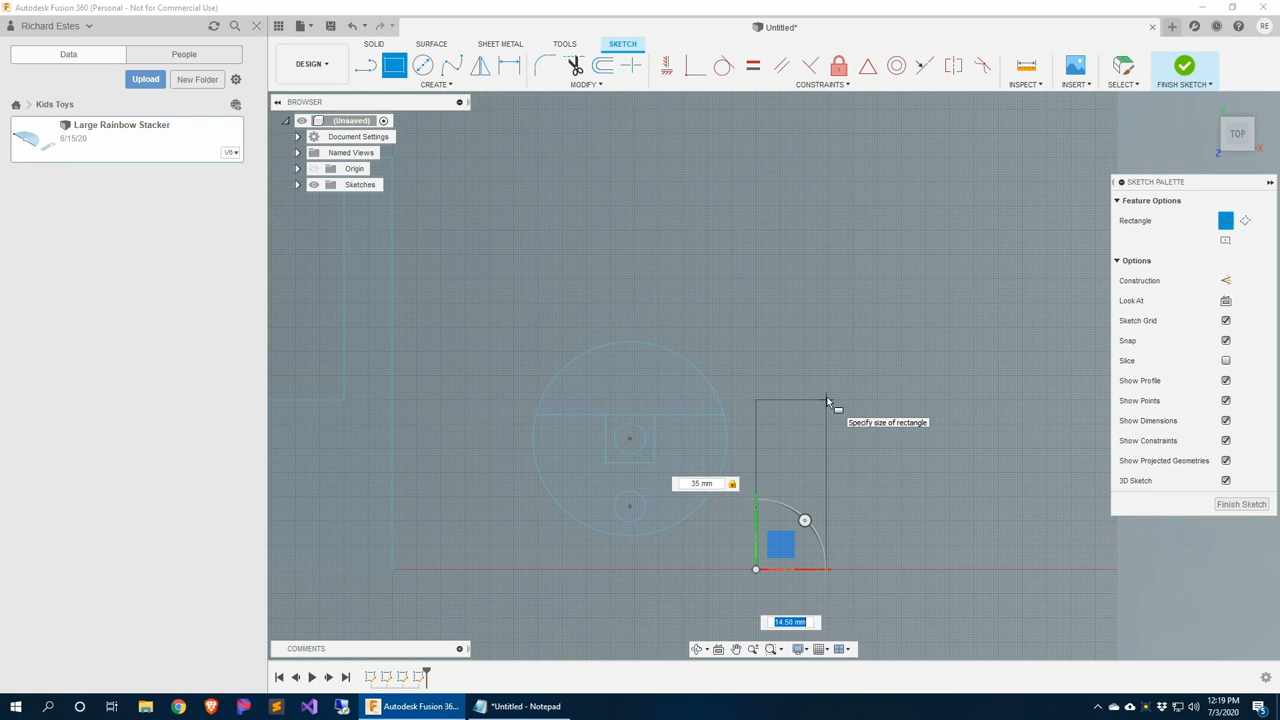 Autodesk Fusion 360 (Personal - Not for Commercial Use)
Richard Estes
Untitled*
RE
Data
People
SOLID
SURFACE
SHEET METAL
TOOLS
SKETCH
DESIGN
CREATE
MODIFY
CONSTRAINTS
INSPECT
INSERT
SELECT
FINISH SKETCH
Upload
New Folder
Kids Toys
Large Rainbow Stacker
6/15/20
V6
BROWSER
(Unsaved)
Document Settings
Named Views
Origin
Sketches
TOP
X
Z
SKETCH PALETTE
Feature Options
Rectangle
Options
Construction
Look At
Sketch Grid
Snap
Slice
Show Profile
Show Points
Show Dimensions
Show Constraints
Show Projected Geometries
3D Sketch
Finish Sketch
Specify size of rectangle
35 mm
14.50 mm
COMMENTS
Autodesk Fusion 36...
*Untitled - Notepad
12:19 PM
7/3/2020
5